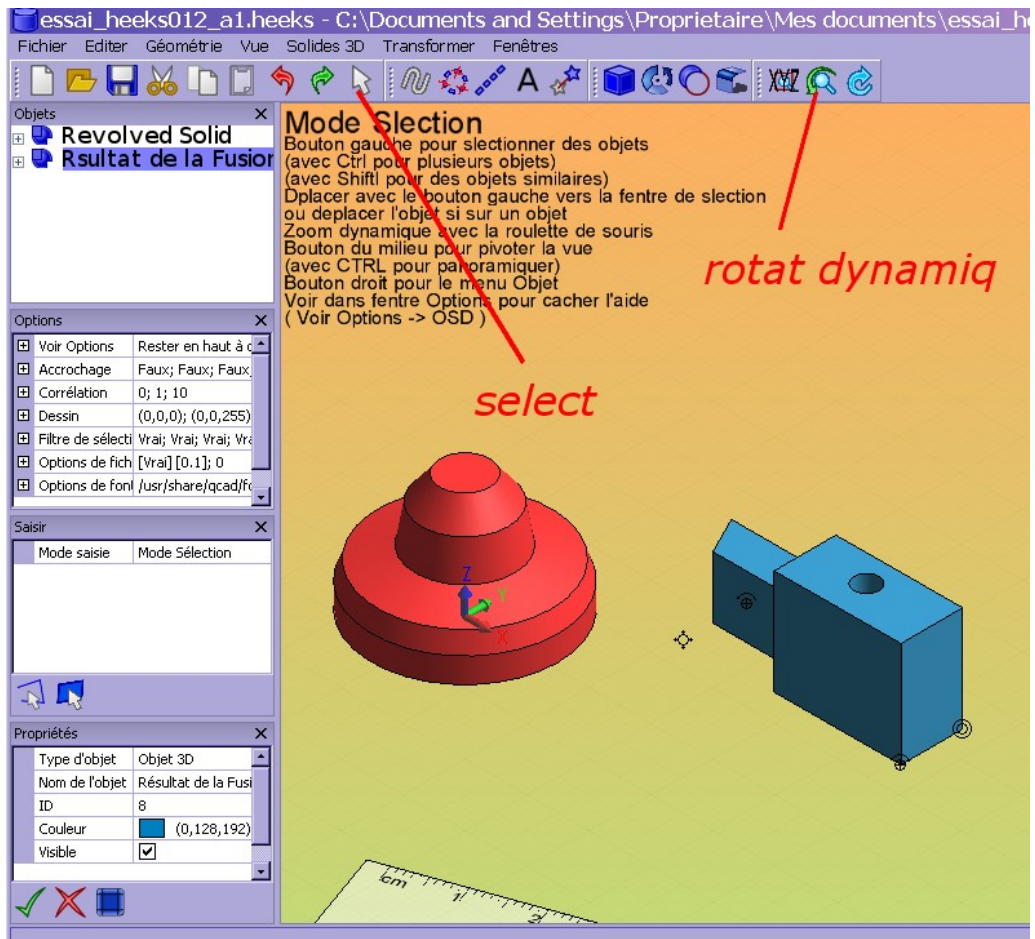 essai_heeks012_a1.heeks - C:\Documents and Settings\Proprietaire\Mes documents\essai_he
Fichier Editer Géométrie Vue Solides 3D Transformer Fenêtres
A XYZ
Objets
Revolved Solid
Rsultat de la Fusion
Mode Slection
Bouton gauche pour slectionner des objets
(avec Ctrl pour plusieurs objets)
(avec Shiftl pour des objets similaires)
Dplacer avec le bouton gauche vers la fentre de slection
ou deplacer l'objet si sur un objet
Zoom dynamique avec la roulette de souris
Bouton du milieu pour pivoter la vue
(avec CTRL pour panoramiquer)
Bouton droit pour le menu Objet
Voir dans fentre Options pour cacher l'aide
( Voir Options -> OSD )
rotat dynamiq
select
Options
Voir Options Rester en haut à d
Accrochage Faux; Faux; Faux;
Corrélation 0; 1; 10
Dessin (0,0,0); (0,0,255)
Filtre de sélecti Vrai; Vrai; Vrai; Vra
Options de fich [Vrai] [0.1]; 0
Options de font /usr/share/qcad/fo
Saisir
Mode saisie Mode Sélection
Z
Y
X
Propriétés
Type d'objet Objet 3D
Nom de l'objet Résultat de la Fusi
ID 8
Couleur (0,128,192)
Visible
cm 1 2